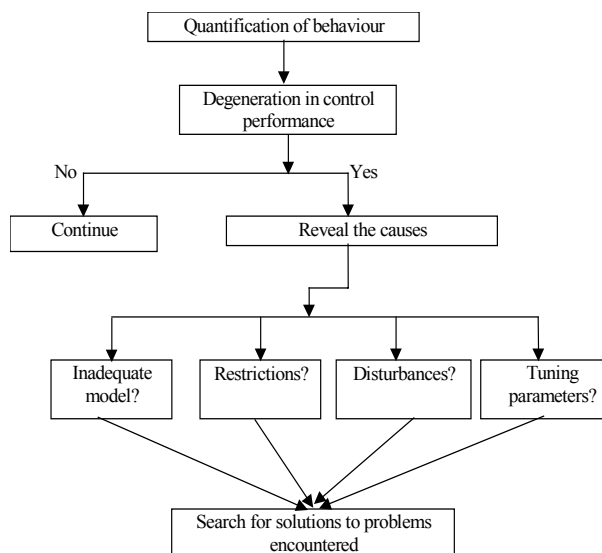 Quantification of behaviour
Degeneration in control
performance
No
Yes
Continue
Reveal the causes
Inadequate
model?
Restrictions?
Disturbances?
Tuning
parameters?
Search for solutions to problems
encountered